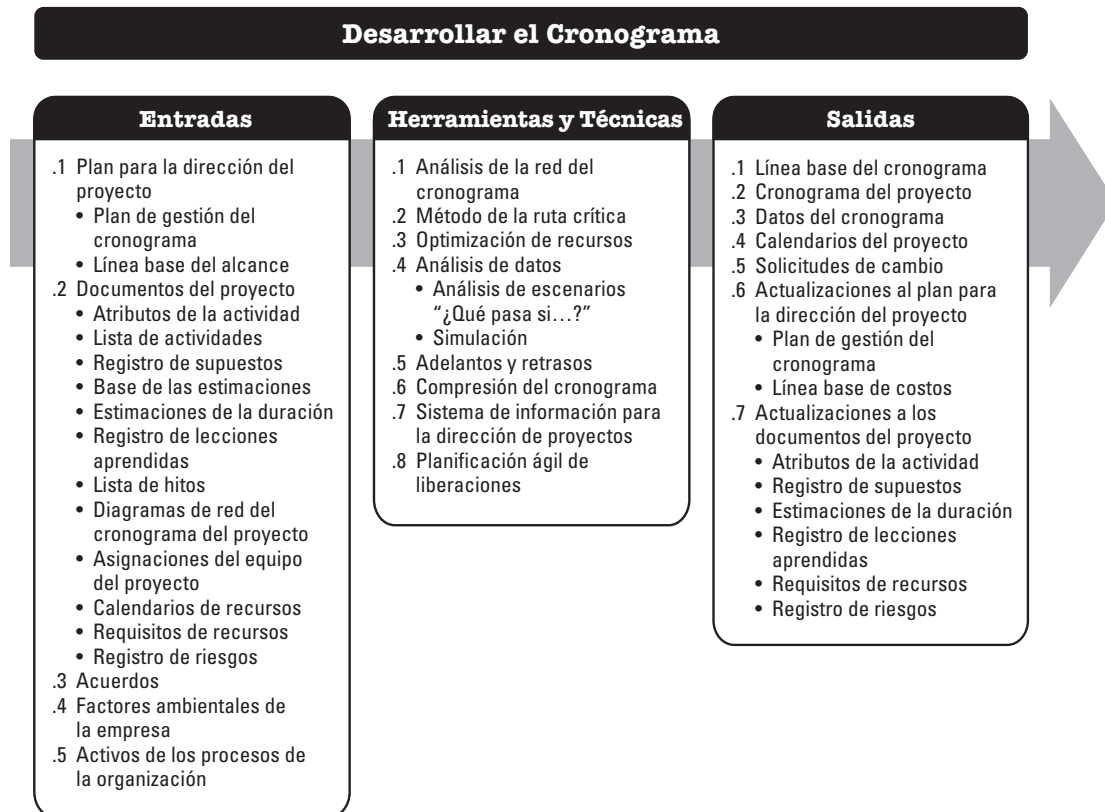 Desarrollar el Cronograma
Entradas
.1 Plan para la dirección del
proyecto
• Plan de gestión del
cronograma
• Línea base del alcance
.2 Documentos del proyecto
• Atributos de la actividad
• Lista de actividades
• Registro de supuestos
• Base de las estimaciones
• Estimaciones de la duración
• Registro de lecciones
aprendidas
• Lista de hitos
• Diagramas de red del
cronograma del proyecto
• Asignaciones del equipo
del proyecto
• Calendarios de recursos
• Requisitos de recursos
• Registro de riesgos
.3 Acuerdos
.4 Factores ambientales de
la empresa
.5 Activos de los procesos de
la organización
Herramientas y Técnicas
.1 Análisis de la red del
cronograma
.2 Método de la ruta crítica
.3 Optimización de recursos
.4 Análisis de datos
• Análisis de escenarios
“¿Qué pasa si…?”
• Simulación
.5 Adelantos y retrasos
.6 Compresión del cronograma
.7 Sistema de información para
la dirección de proyectos
.8 Planificación ágil de
liberaciones
Salidas
.1 Línea base del cronograma
.2 Cronograma del proyecto
.3 Datos del cronograma
.4 Calendarios del proyecto
.5 Solicitudes de cambio
.6 Actualizaciones al plan para
la dirección del proyecto
• Plan de gestión del
cronograma
• Línea base de costos
.7 Actualizaciones a los
documentos del proyecto
• Atributos de la actividad
• Registro de supuestos
• Estimaciones de la duración
• Registro de lecciones
aprendidas
• Requisitos de recursos
• Registro de riesgos